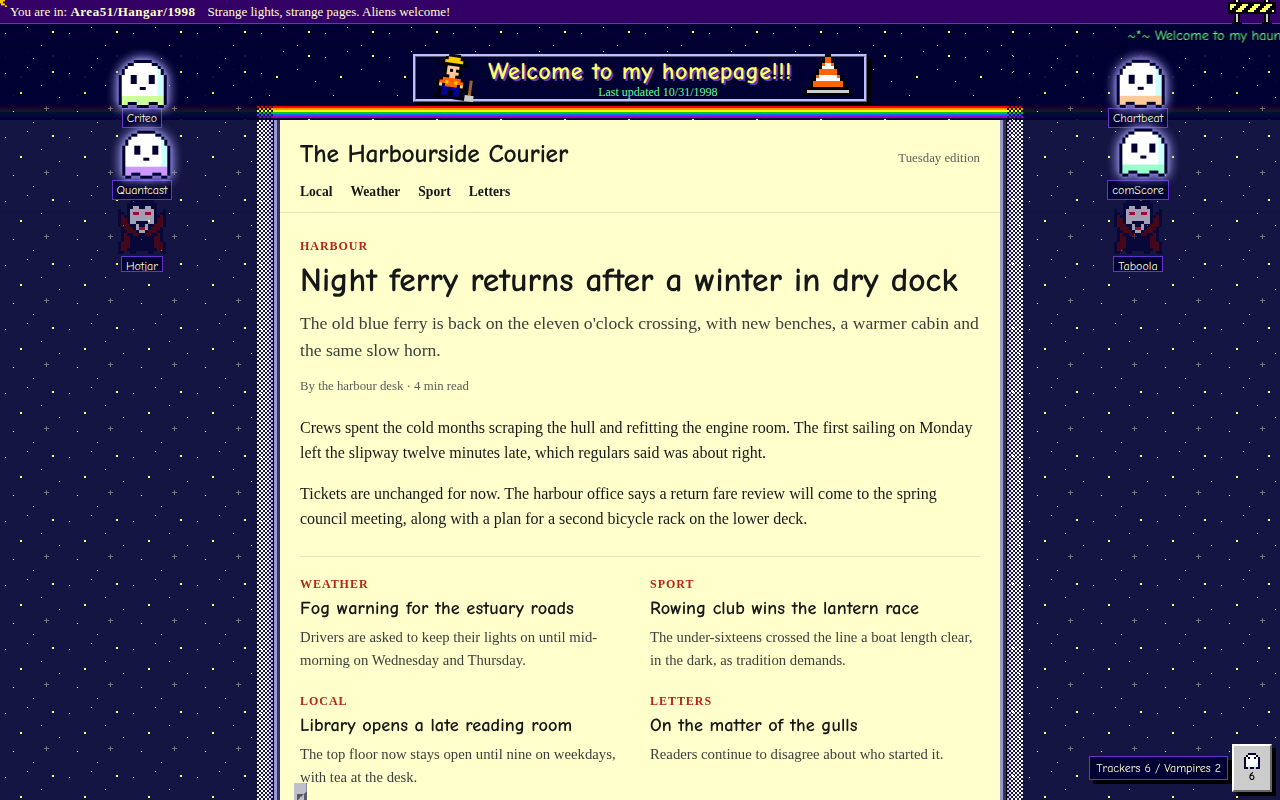 You are in: Area51/Hangar/1998 Strange lights, strange pages. Aliens welcome!
~*~ Welcome to my haun
Welcome to my homepage!!!
Last updated 10/31/1998
Criteo
Quantcast
Hotjar
Chartbeat
comScore
Taboola
The Harbourside Courier
Tuesday edition
Local Weather Sport Letters
HARBOUR
Night ferry returns after a winter in dry dock
The old blue ferry is back on the eleven o'clock crossing, with new benches, a warmer cabin and
the same slow horn.
By the harbour desk · 4 min read
Crews spent the cold months scraping the hull and refitting the engine room. The first sailing on Monday
left the slipway twelve minutes late, which regulars said was about right.
Tickets are unchanged for now. The harbour office says a return fare review will come to the spring
council meeting, along with a plan for a second bicycle rack on the lower deck.
WEATHER
Fog warning for the estuary roads
Drivers are asked to keep their lights on until mid-
morning on Wednesday and Thursday.
SPORT
Rowing club wins the lantern race
The under-sixteens crossed the line a boat length clear,
in the dark, as tradition demands.
LOCAL
Library opens a late reading room
The top floor now stays open until nine on weekdays,
with tea at the desk.
LETTERS
On the matter of the gulls
Readers continue to disagree about who started it.
Trackers 6 / Vampires 2
6